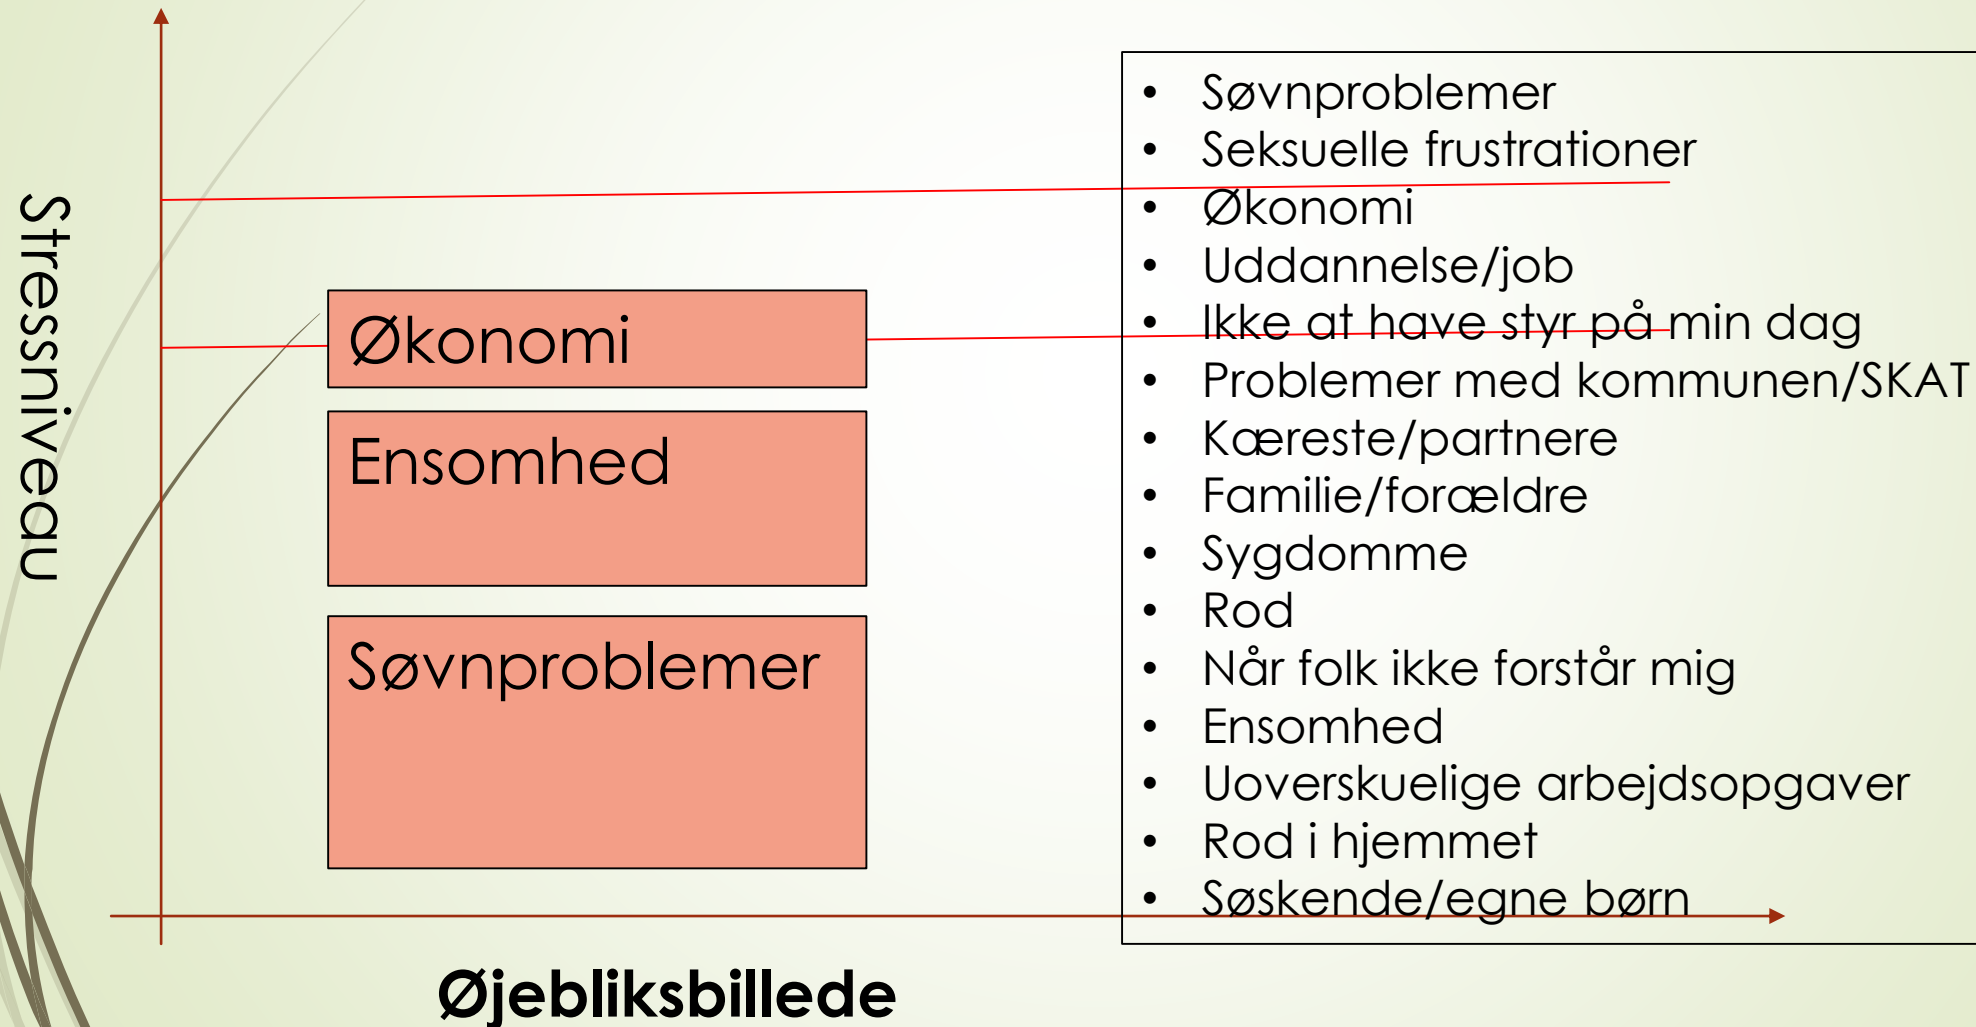 Stressniveau
Økonomi
Ensomhed
Søvnproblemer
• Søvnproblemer
• Seksuelle frustrationer
• Økonomi
• Uddannelse/job
• Ikke at have styr på min dag
• Problemer med kommunen/SKAT
• Kæreste/partnere
• Familie/forældre
• Sygdomme
• Rod
• Når folk ikke forstår mig
• Ensomhed
• Uoverskuelige arbejdsopgaver
• Rod i hjemmet
• Søskende/egne børn
Øjebliksbillede